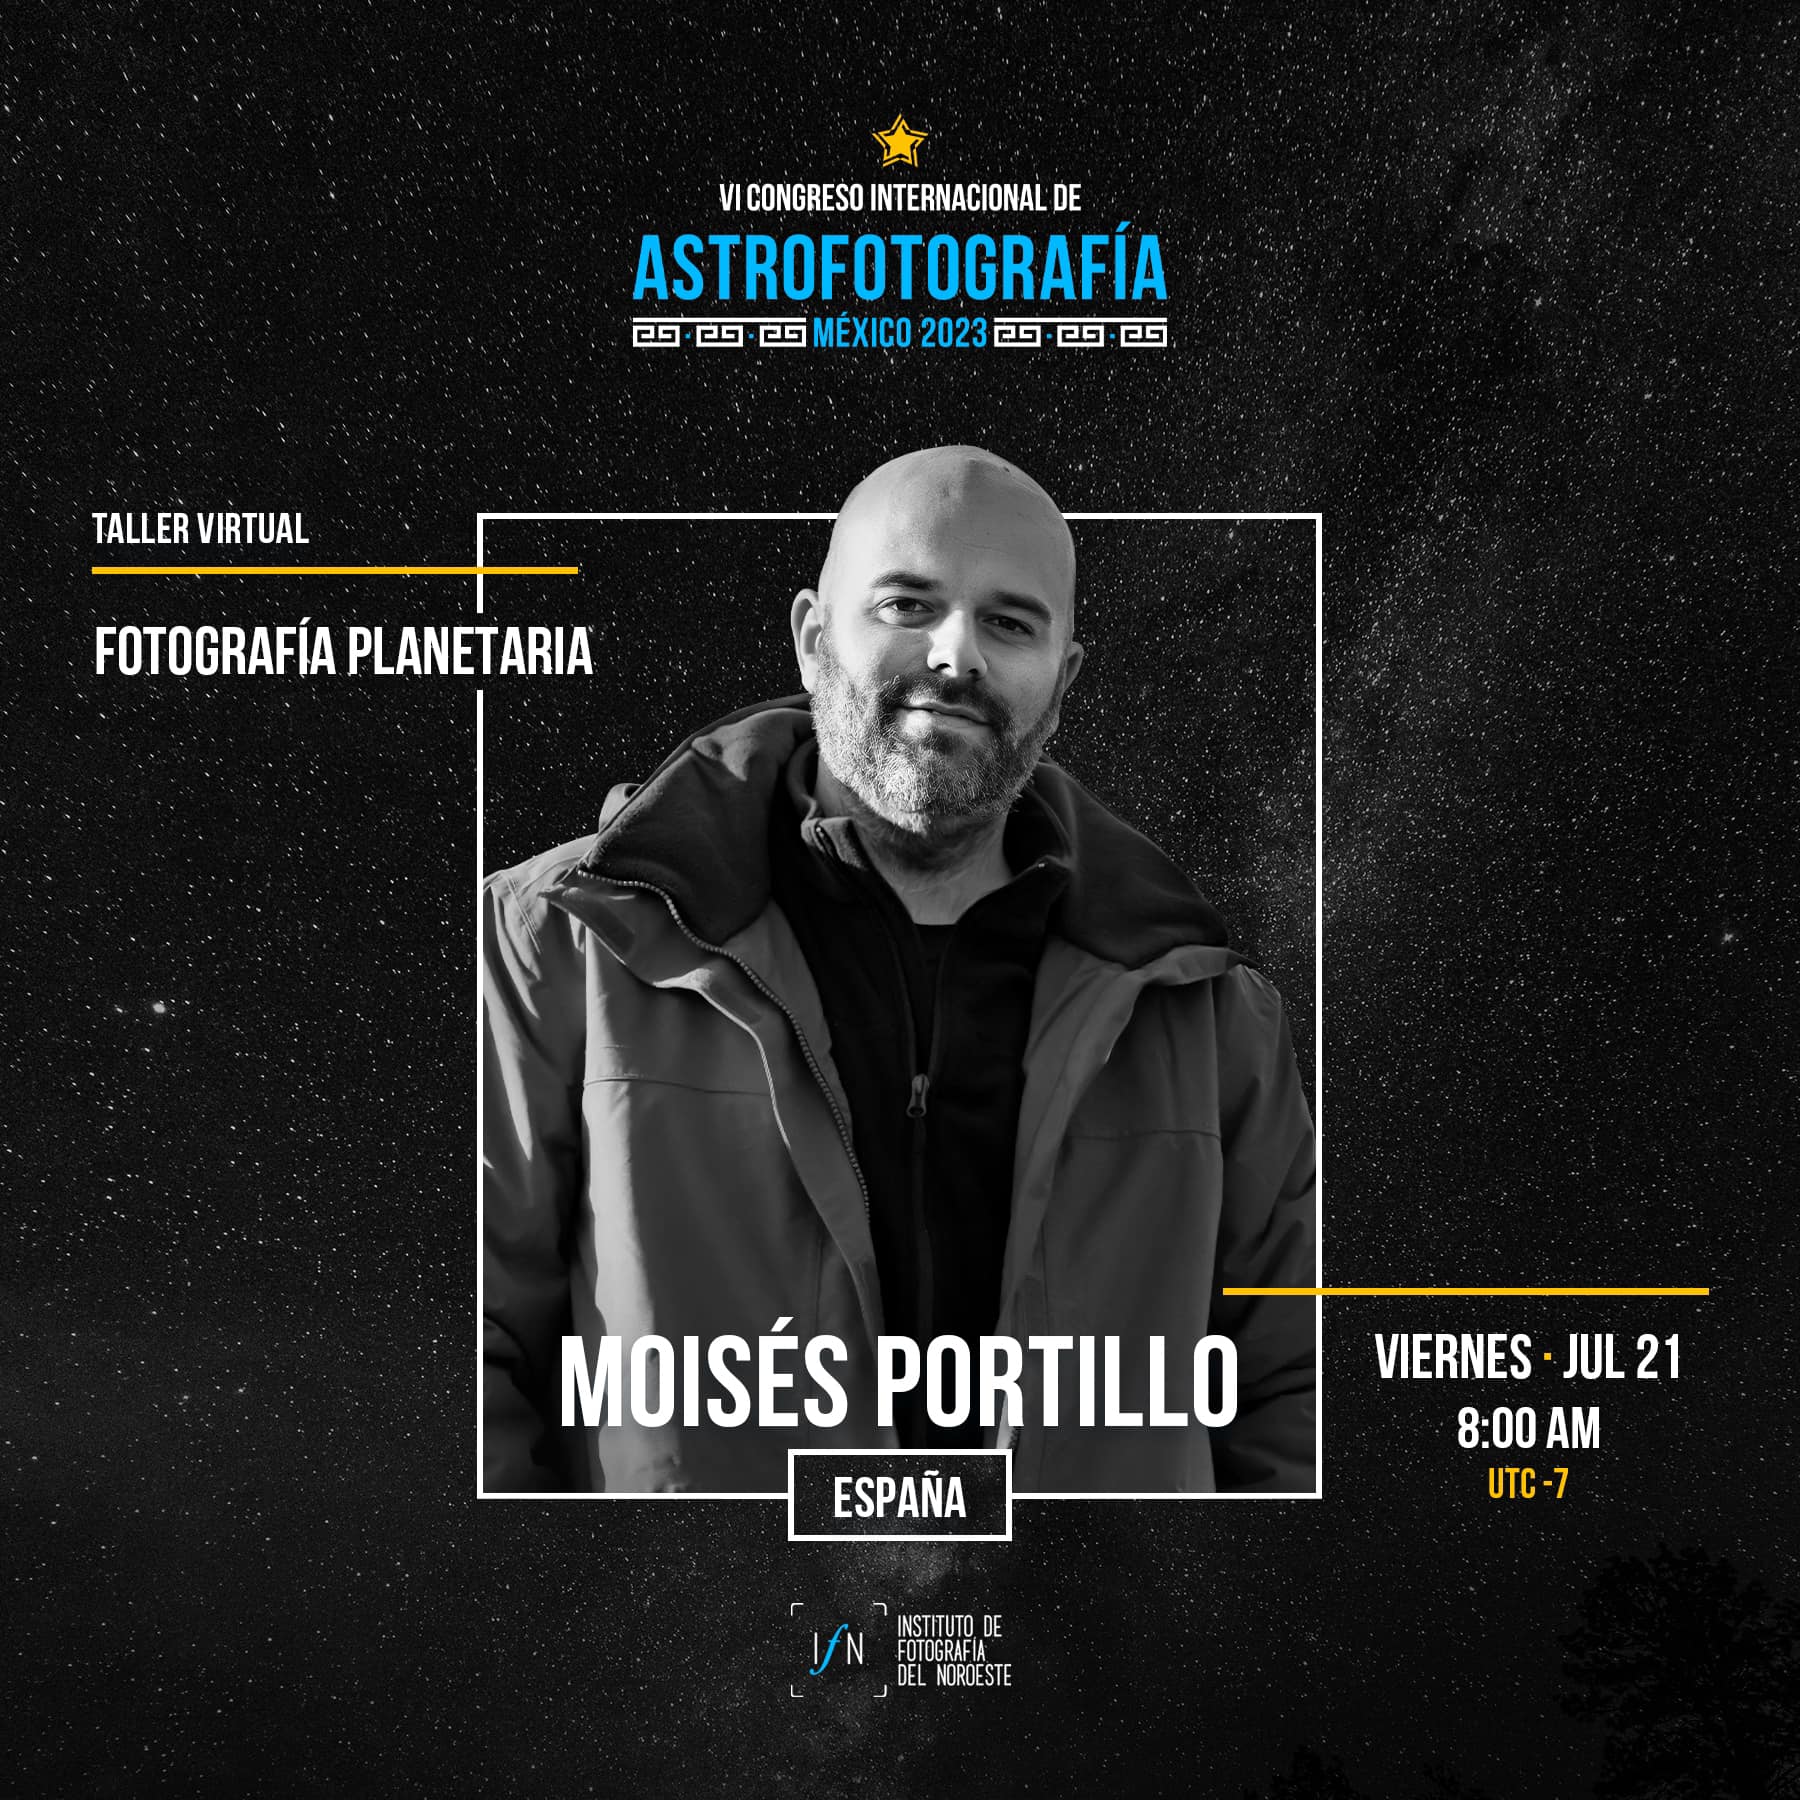 VI CONGRESO INTERNACIONAL DE
ASTROFOTOGRAFÍA
MÉXICO 2023
TALLER VIRTUAL
FOTOGRAFÍA PLANETARIA
MOISÉS PORTILLO
ESPAÑA
VIERNES · JUL 21
8:00 AM
UTC -7
IfN
INSTITUTO DE
FOTOGRAFÍA
DEL NOROESTE